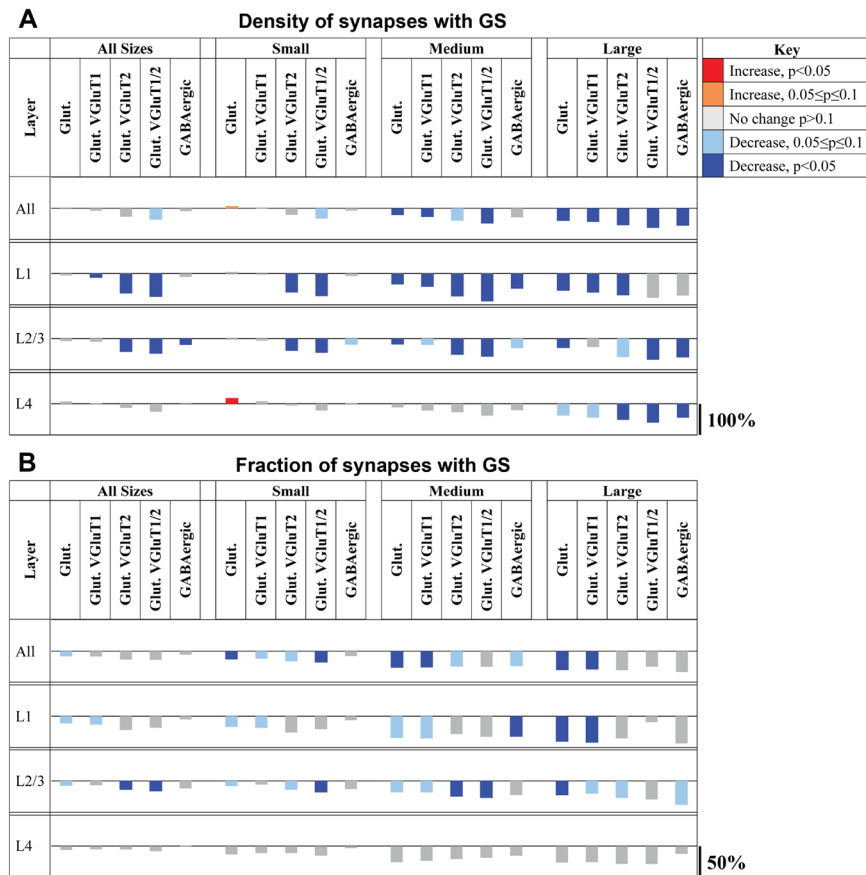 A
Density of synapses with GS
All Sizes Small Medium Large Key
Layer
Glut. Glut. VGluT1 Glut. VGluT2 Glut. VGluT1/2 GABAergic Glut. Glut. VGluT1 Glut. VGluT2 Glut. VGluT1/2 GABAergic Glut. Glut. VGluT1 Glut. VGluT2 Glut. VGluT1/2 GABAergic Glut. Glut. VGluT1 Glut. VGluT2 Glut. VGluT1/2 GABAergic
Increase, p<0.05
Increase, 0.05≤p≤0.1
No change p>0.1
Decrease, 0.05≤p≤0.1
Decrease, p<0.05
All
L1
L2/3
L4
100%
B
Fraction of synapses with GS
All Sizes Small Medium Large
Layer
Glut. Glut. VGluT1 Glut. VGluT2 Glut. VGluT1/2 GABAergic Glut. Glut. VGluT1 Glut. VGluT2 Glut. VGluT1/2 GABAergic Glut. Glut. VGluT1 Glut. VGluT2 Glut. VGluT1/2 GABAergic Glut. Glut. VGluT1 Glut. VGluT2 Glut. VGluT1/2 GABAergic
All
L1
L2/3
L4
50%